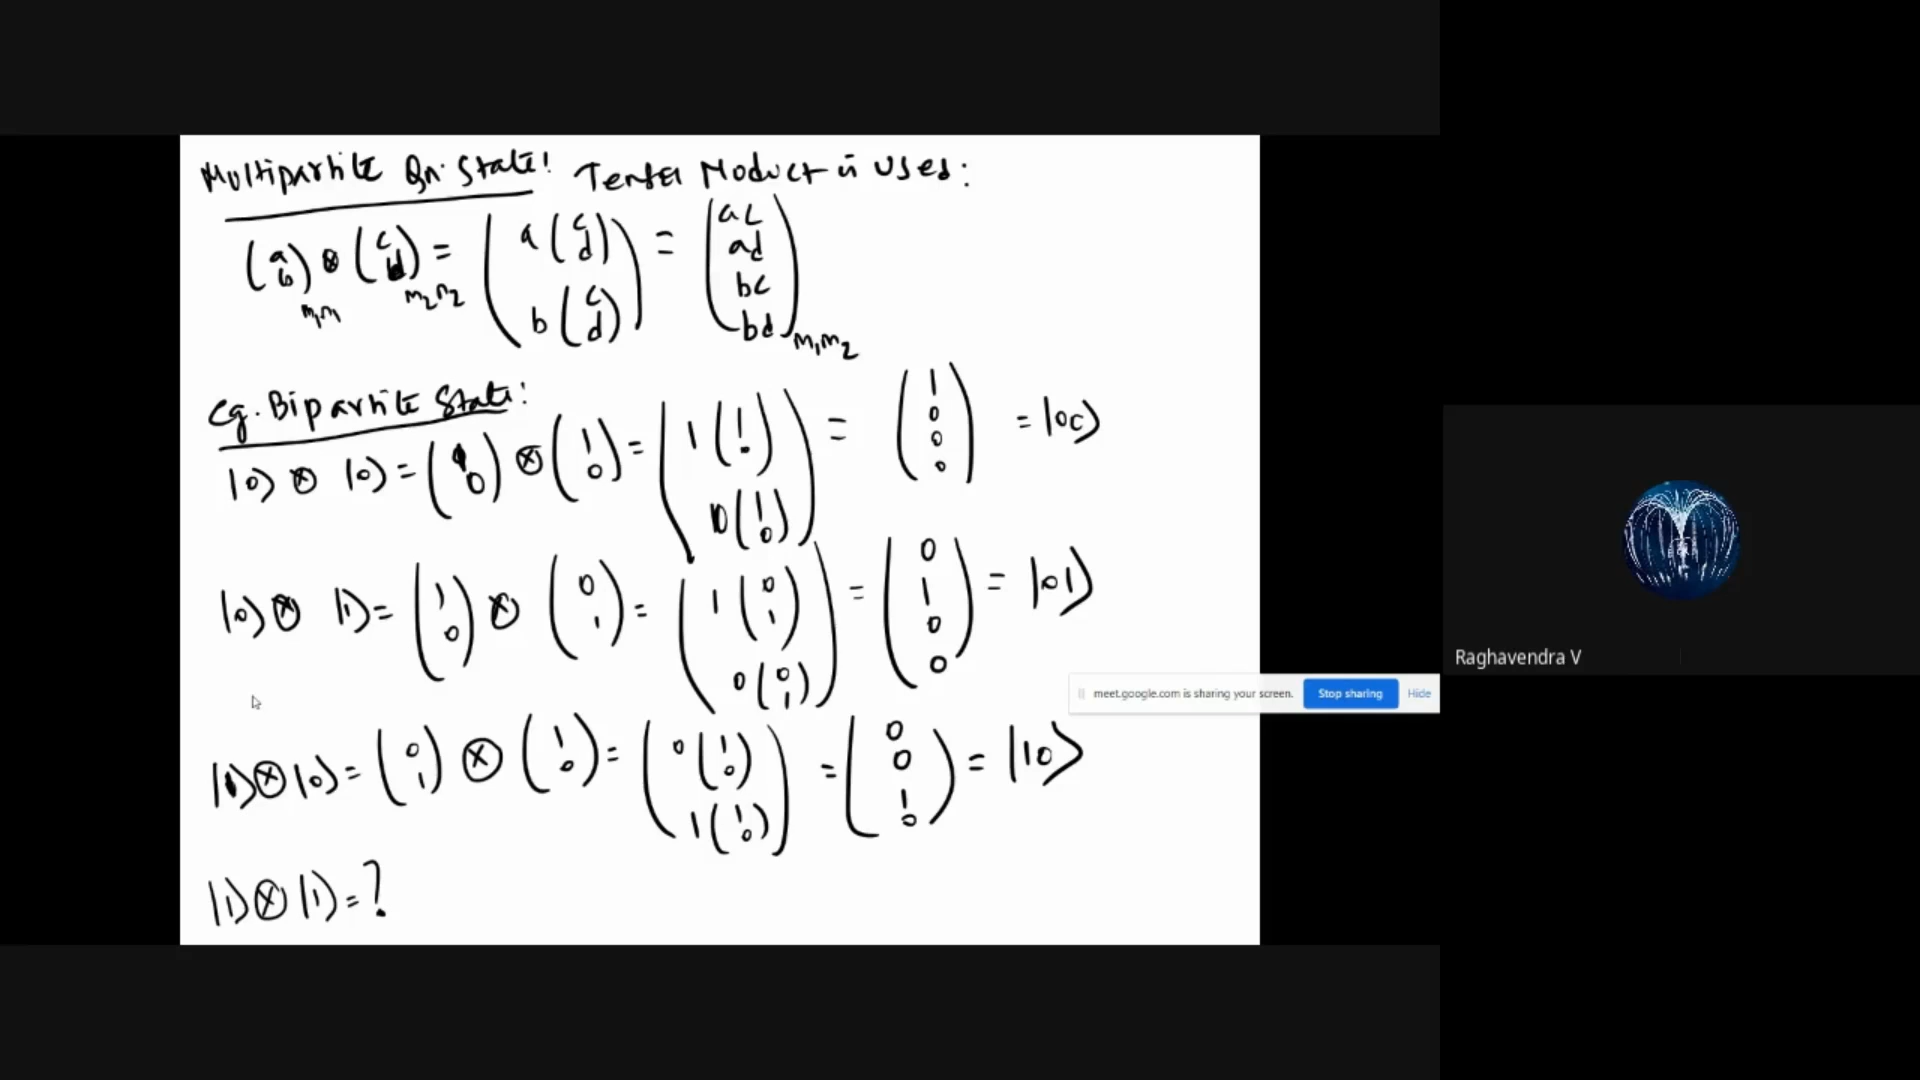 Multipartite Qn. State! Tensor Product is Used:
(a b) ⊗ (c d) = (a (c d) b (c d)) = (ac ad bc bd)
m₁n₁ m₂n₂ m₁m₂
Eg. Bipartite State:
|0⟩ ⊗ |0⟩ = (1 0) ⊗ (1 0) = (1 (1 0) 0 (1 0)) = (1 0 0 0) = |00⟩
|0⟩ ⊗ |1⟩ = (1 0) ⊗ (0 1) = (1 (0 1) 0 (0 1)) = (0 1 0 0) = |01⟩
|1⟩ ⊗ |0⟩ = (0 1) ⊗ (1 0) = (0 (1 0) 1 (1 0)) = (0 0 1 0) = |10⟩
|1⟩ ⊗ |1⟩ = ?
meet.google.com is sharing your screen. Stop sharing Hide
Raghavendra V